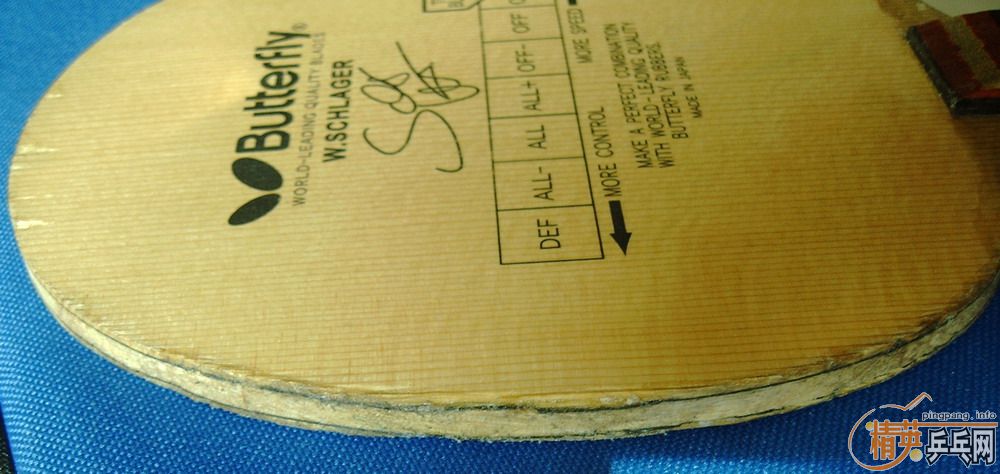 Butterfly®
WORLD-LEADING QUALITY BLADES
W.SCHLAGER
DEF ALL- ALL ALL+ OFF- OFF
MORE CONTROL MORE SPEED
MAKE A PERFECT COMBINATION
WITH WORLD-LEADING QUALITY
BUTTERFLY RUBBERS.
MADE IN JAPAN
pingpang.info
精英乒乓网